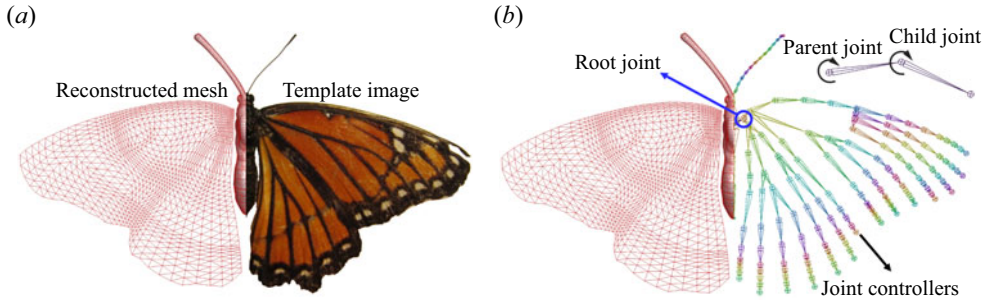 (a)
Reconstructed mesh
Template image
(b)
Root joint
Parent joint
Child joint
Joint controllers